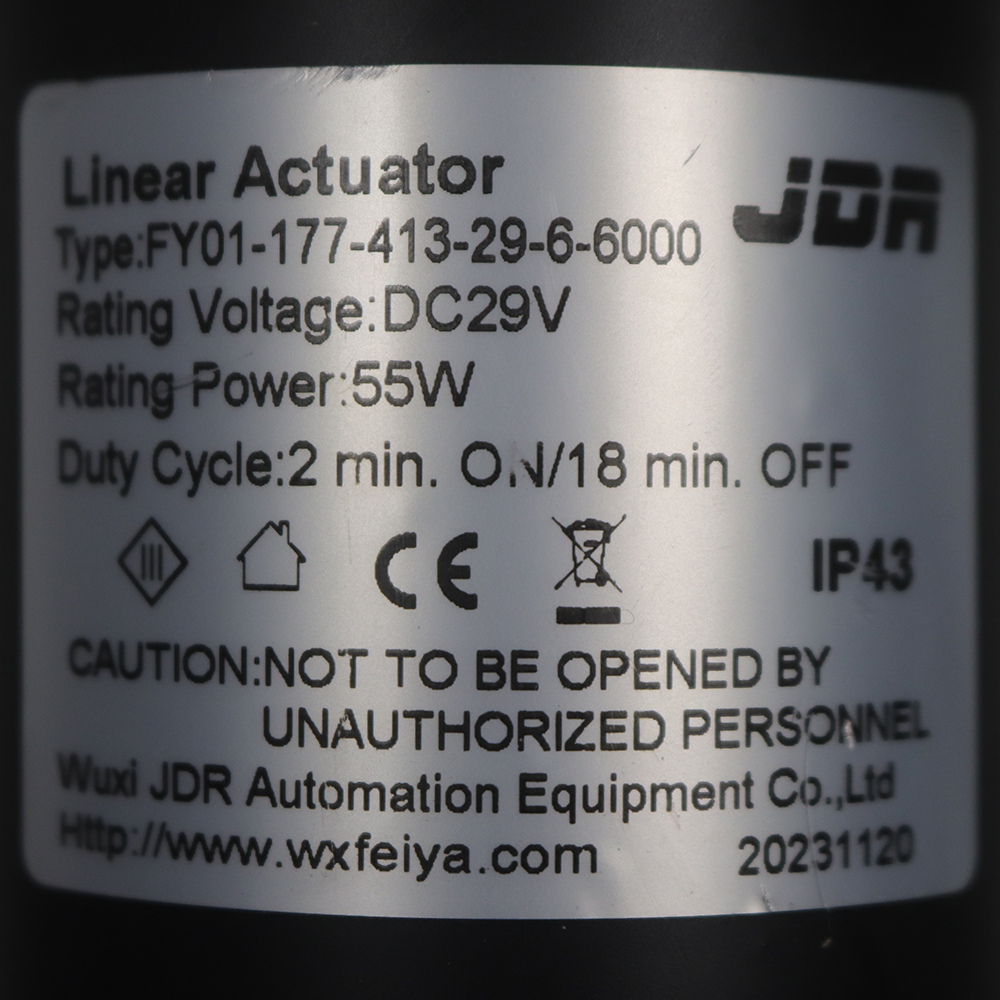 Linear Actuator
JDR
Type:FY01-177-413-29-6-6000
Rating Voltage:DC29V
Rating Power:55W
Duty Cycle:2 min. ON/18 min. OFF
III
CE
IP43
CAUTION:NOT TO BE OPENED BY
UNAUTHORIZED PERSONNEL
Wuxi JDR Automation Equipment Co.,Ltd
Http://www.wxfeiya.com
20231120